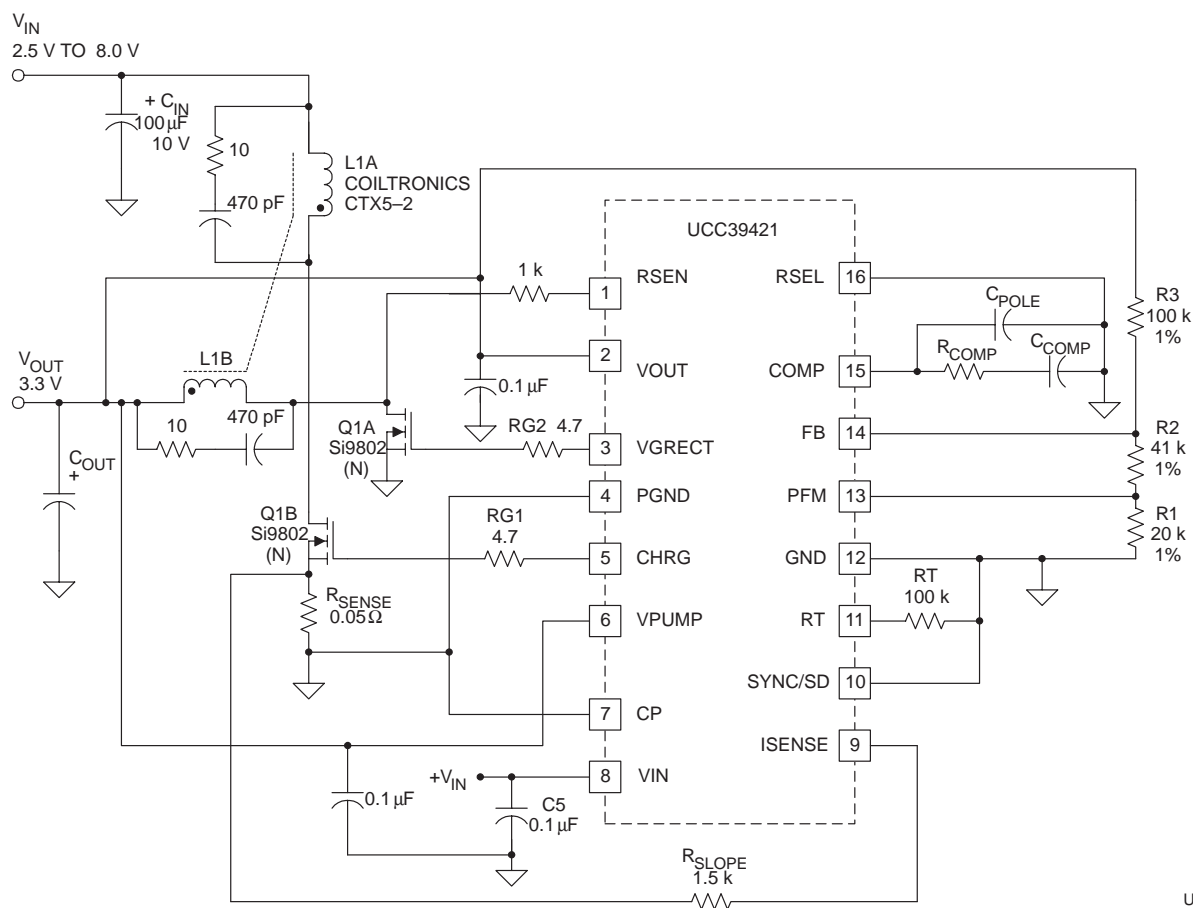 VIN
2.5 V TO 8.0 V
+ CIN
100 µF
10 V
10
470 pF
L1A
COILTRONICS
CTX5–2
UCC39421
1 k
1
RSEN
RSEL
16
CPOLE
R3
100 k
1%
2
VOUT
COMP
15
RCOMP
CCOMP
VOUT
3.3 V
L1B
0.1 µF
10
470 pF
Q1A
Si9802
(N)
RG2 4.7
3
VGRECT
FB
14
R2
41 k
1%
COUT
+
4
PGND
PFM
13
R1
20 k
1%
Q1B
Si9802
(N)
RG1
4.7
5
CHRG
GND
12
RT
100 k
RSENSE
0.05 Ω
6
VPUMP
RT
11
SYNC/SD
10
7
CP
ISENSE
9
+VIN
8
VIN
0.1 µF
C5
0.1 µF
RSLOPE
1.5 k
U